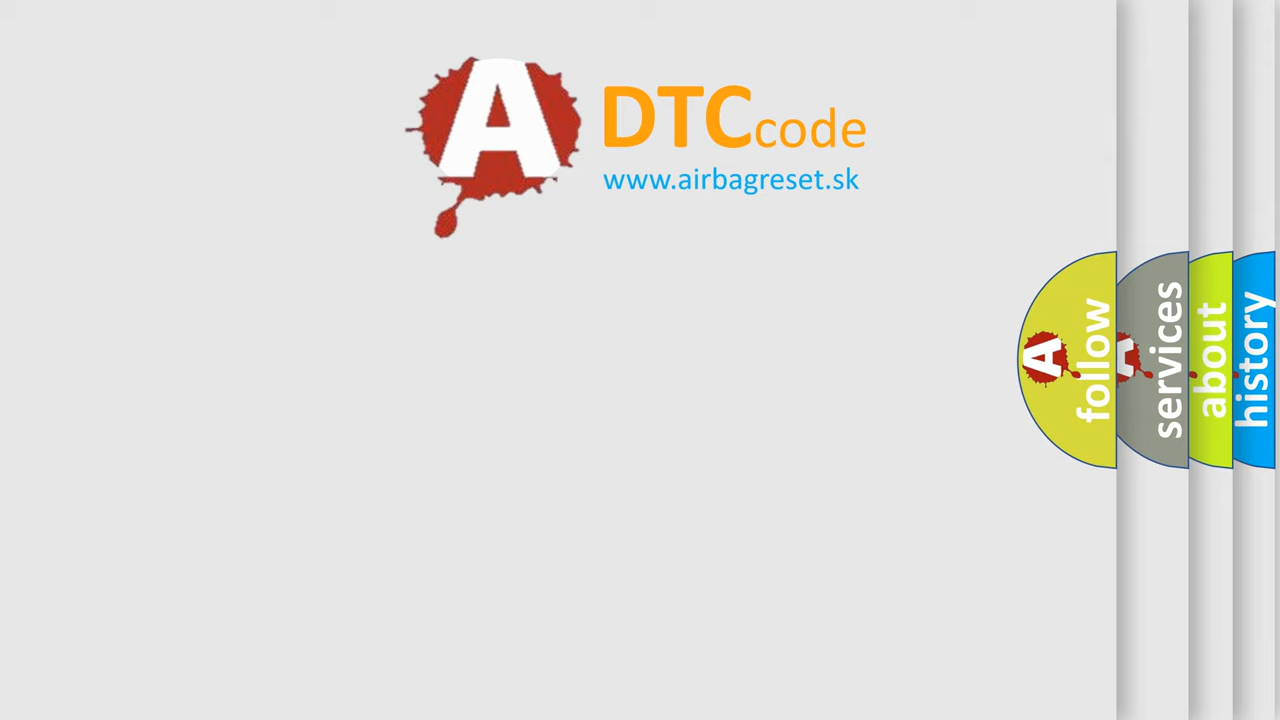 A DTCcode
www.airbagreset.sk
A follow
A services
about
history